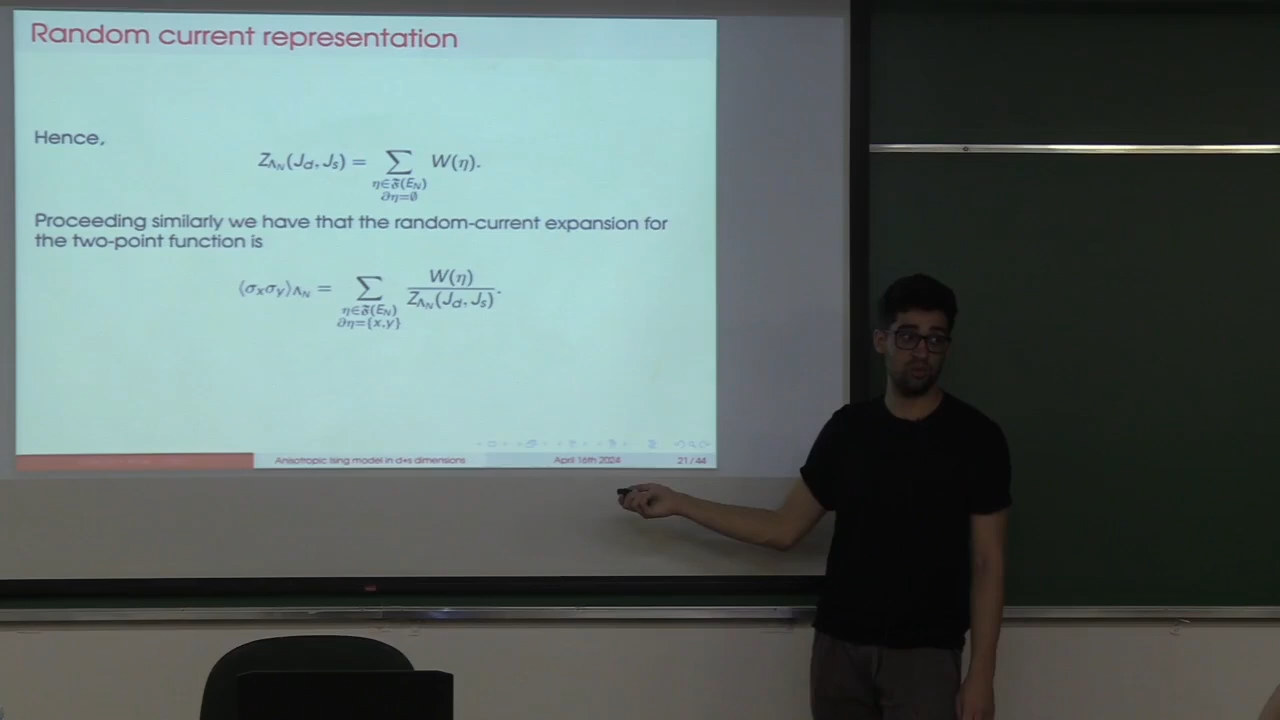 Random current representation
Hence,
Z_{Λ_N}(J_d, J_s) = ∑_{η∈𝔉(E_N) ∂η=∅} W(η).
Proceeding similarly we have that the random-current expansion for
the two-point function is
⟨σ_xσ_y⟩_{Λ_N} = ∑_{η∈𝔉(E_N) ∂η={x,y}} W(η) / Z_{Λ_N}(J_d, J_s).
Anisotropic Ising model in d+s dimensions April 16th 2024 21 / 44